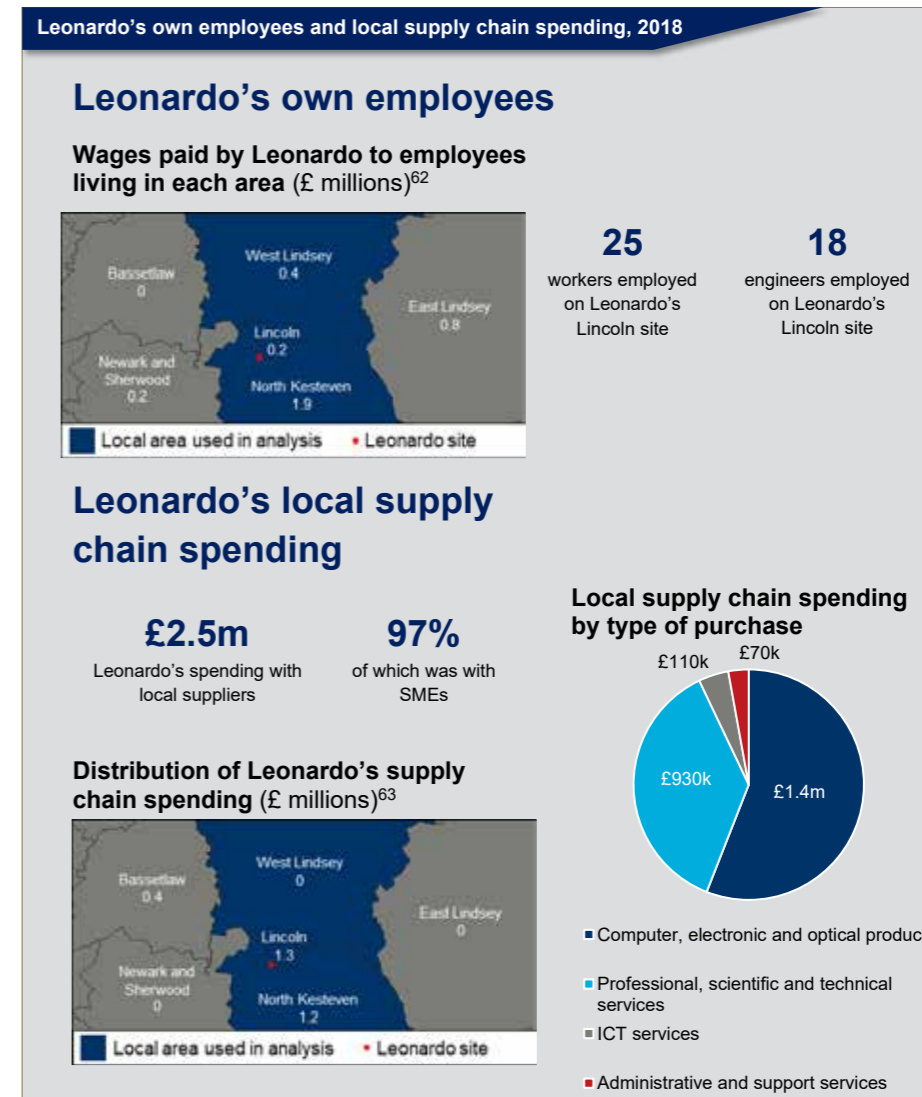 Leonardo's own employees and local supply chain spending, 2018
Leonardo's own employees
Wages paid by Leonardo to employees
living in each area (£ millions)62
West Lindsey
0.4
Bassetlaw
0
East Lindsey
0.8
Lincoln
0.2
Newark and
Sherwood
0.2
North Kesteven
1.9
Local area used in analysis
Leonardo site
25
workers employed
on Leonardo's
Lincoln site
18
engineers employed
on Leonardo's
Lincoln site
Leonardo's local supply
chain spending
£2.5m
Leonardo's spending with
local suppliers
97%
of which was with
SMEs
Distribution of Leonardo's supply
chain spending (£ millions)63
West Lindsey
0
Bassetlaw
0.4
East Lindsey
0
Lincoln
1.3
Newark and
Sherwood
0
North Kesteven
1.2
Local area used in analysis
Leonardo site
Local supply chain spending
by type of purchase
£110k
£70k
£930k
£1.4m
Computer, electronic and optical produc
Professional, scientific and technical
services
ICT services
Administrative and support services